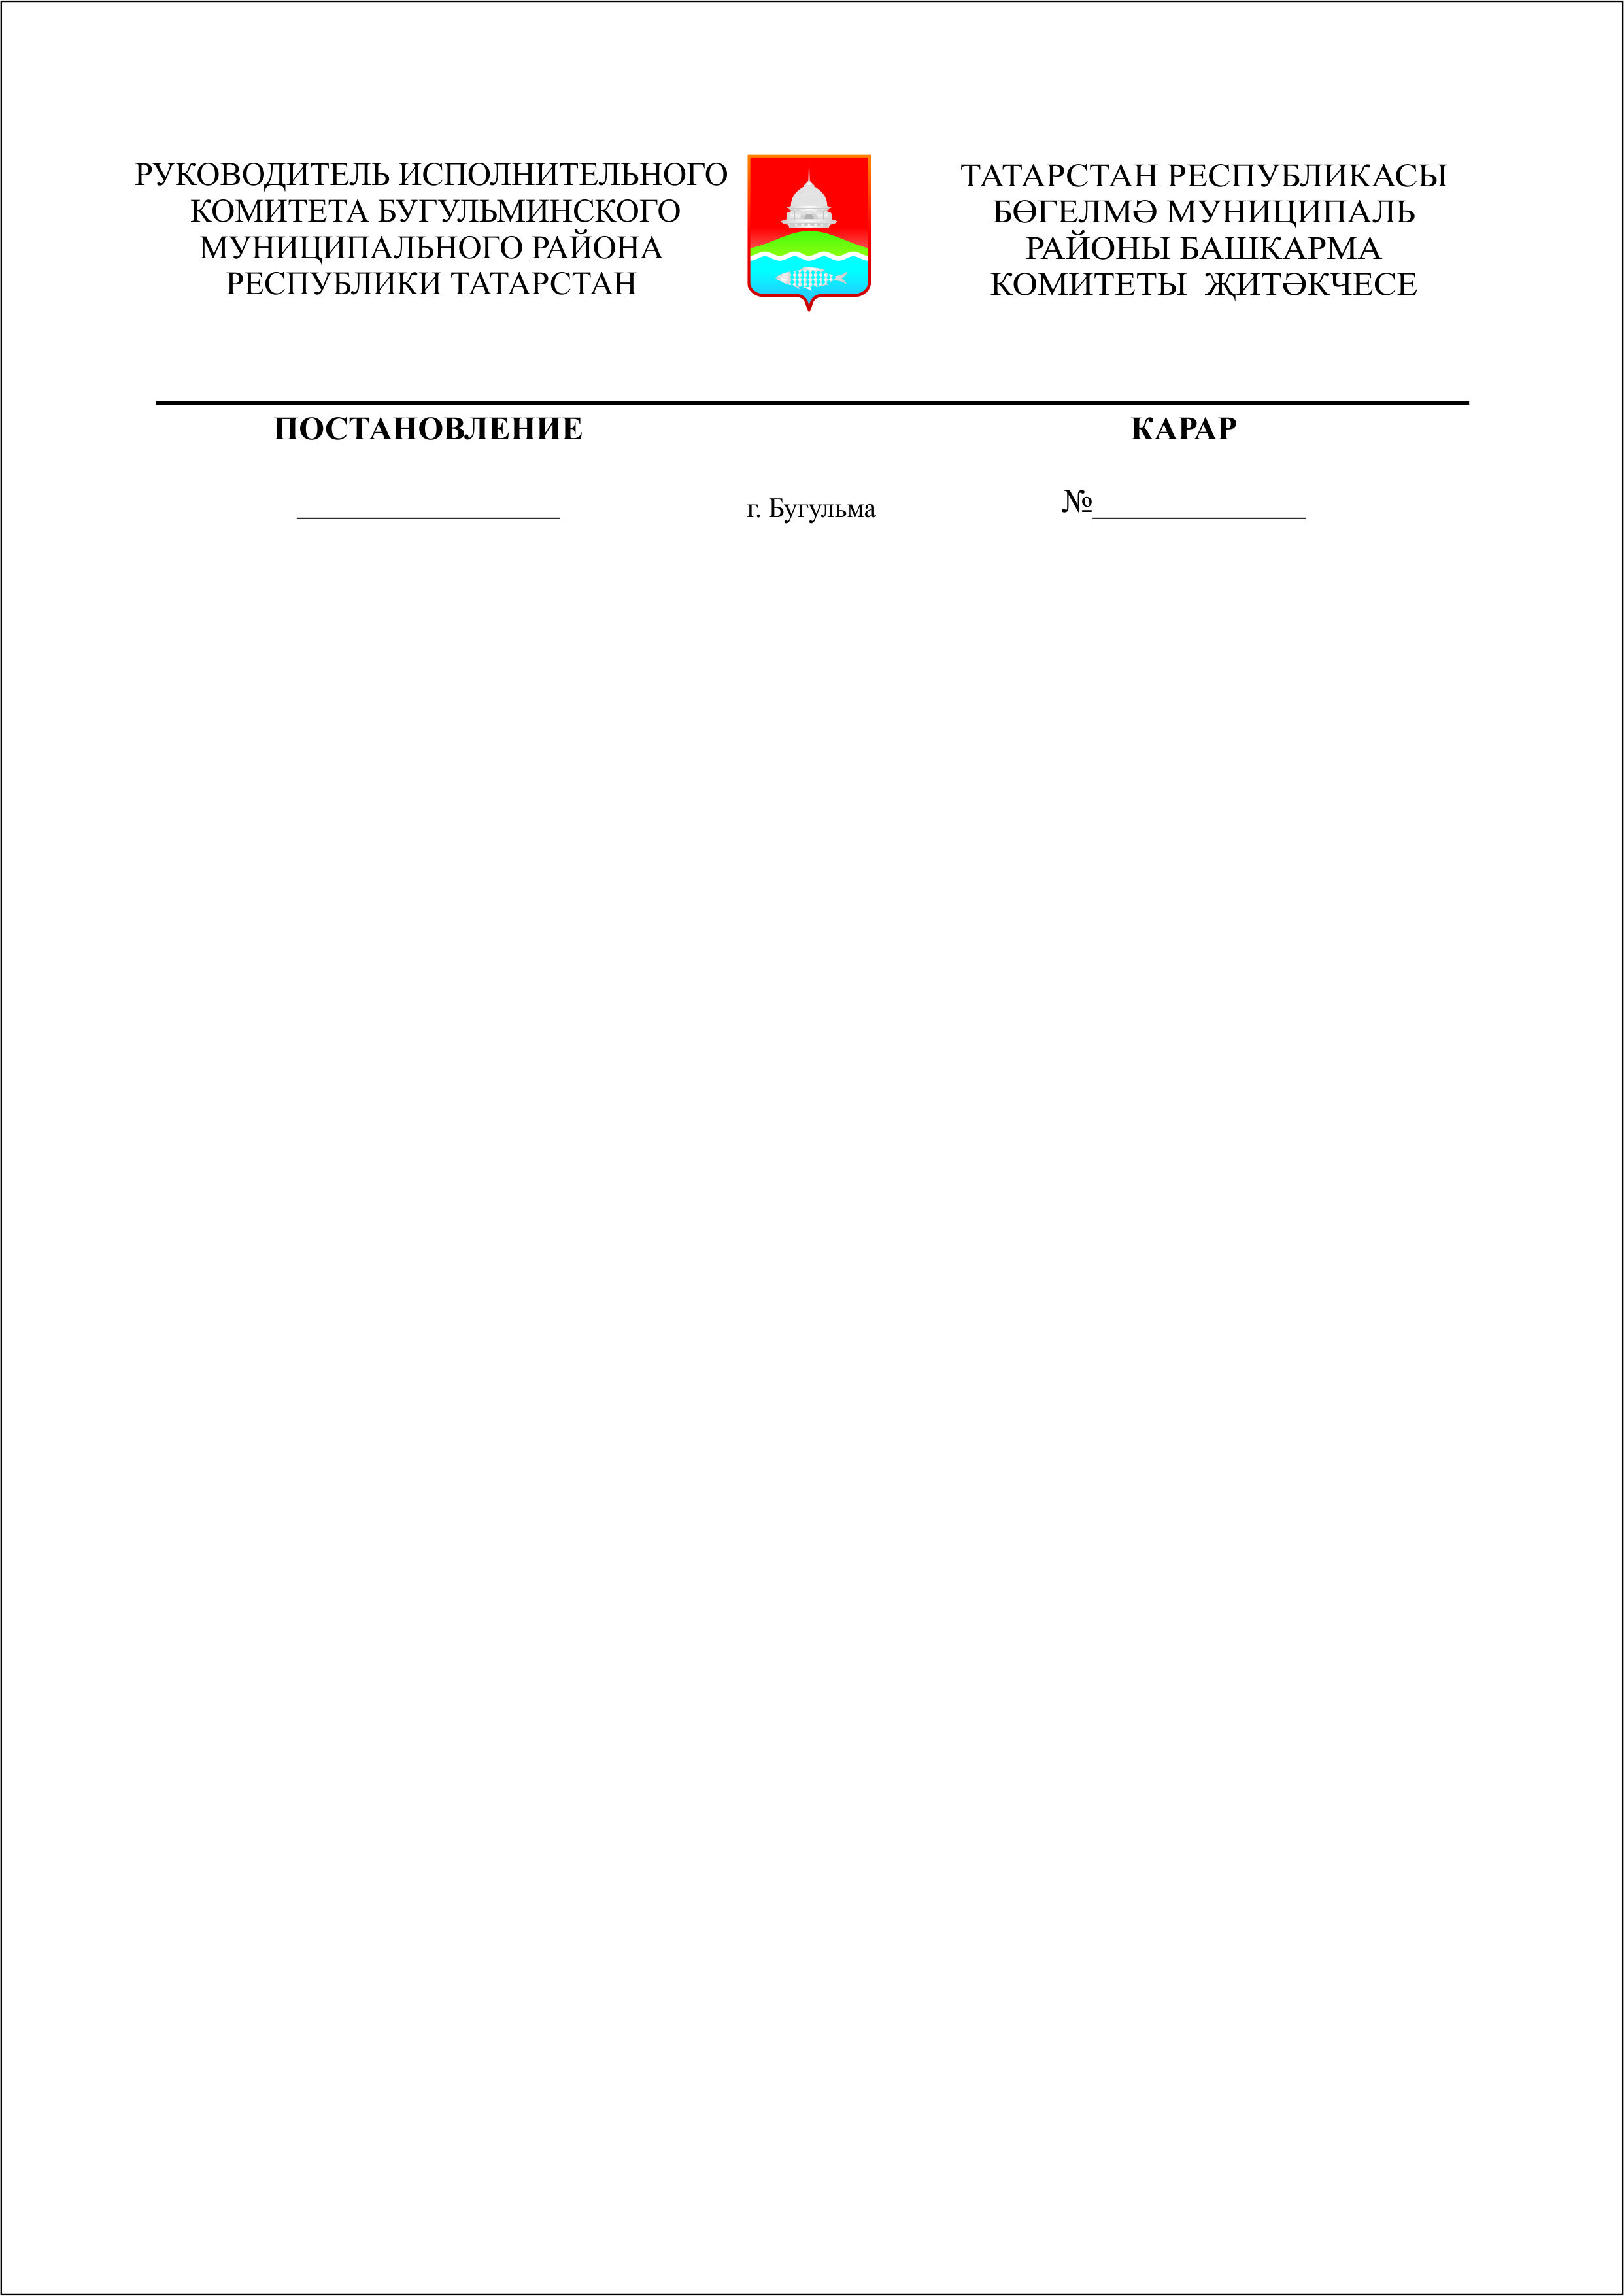 РУКОВОДИТЕЛЬ ИСПОЛНИТЕЛЬНОГО
КОМИТЕТА БУГУЛЬМИНСКОГО
МУНИЦИПАЛЬНОГО РАЙОНА
РЕСПУБЛИКИ ТАТАРСТАН
ТАТАРСТАН РЕСПУБЛИКАСЫ
БӨГЕЛМӘ МУНИЦИПАЛЬ
РАЙОНЫ БАШКАРМА
КОМИТЕТЫ ҖИТӘКЧЕСЕ
ПОСТАНОВЛЕНИЕ
КАРАР
г. Бугульма
№